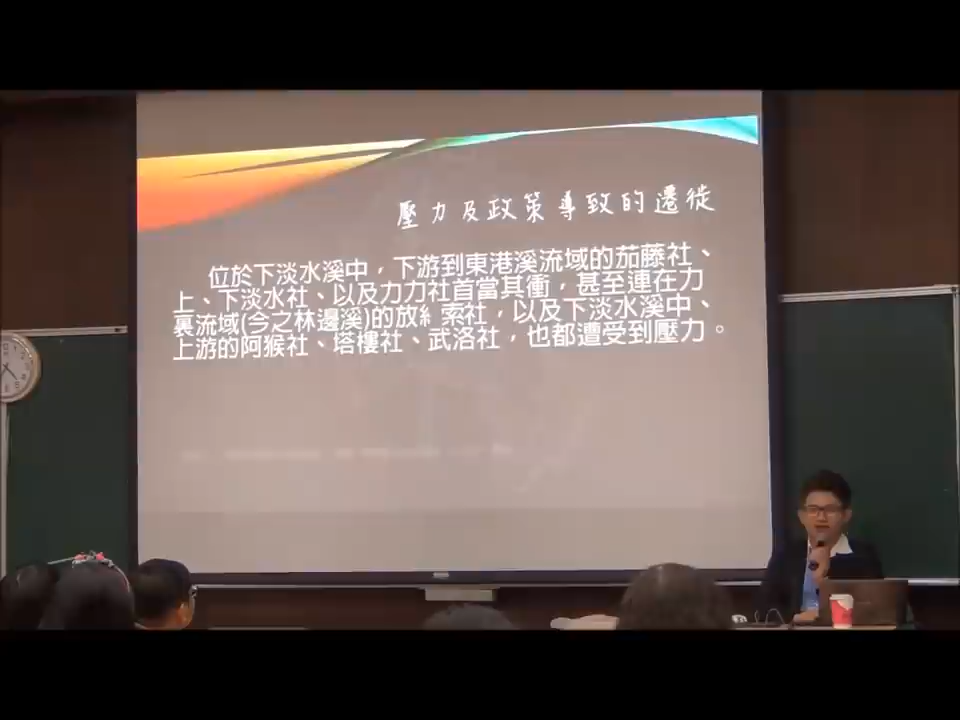 壓力及政策導致的遷徙
位於下淡水溪中，下游到東港溪流域的茄藤社、
上、下淡水社、以及力力社首當其衝，甚至連在力
裏流域(今之林邊溪)的放糹索社，以及下淡水溪中、
上游的阿猴社、塔樓社、武洛社，也都遭受到壓力。